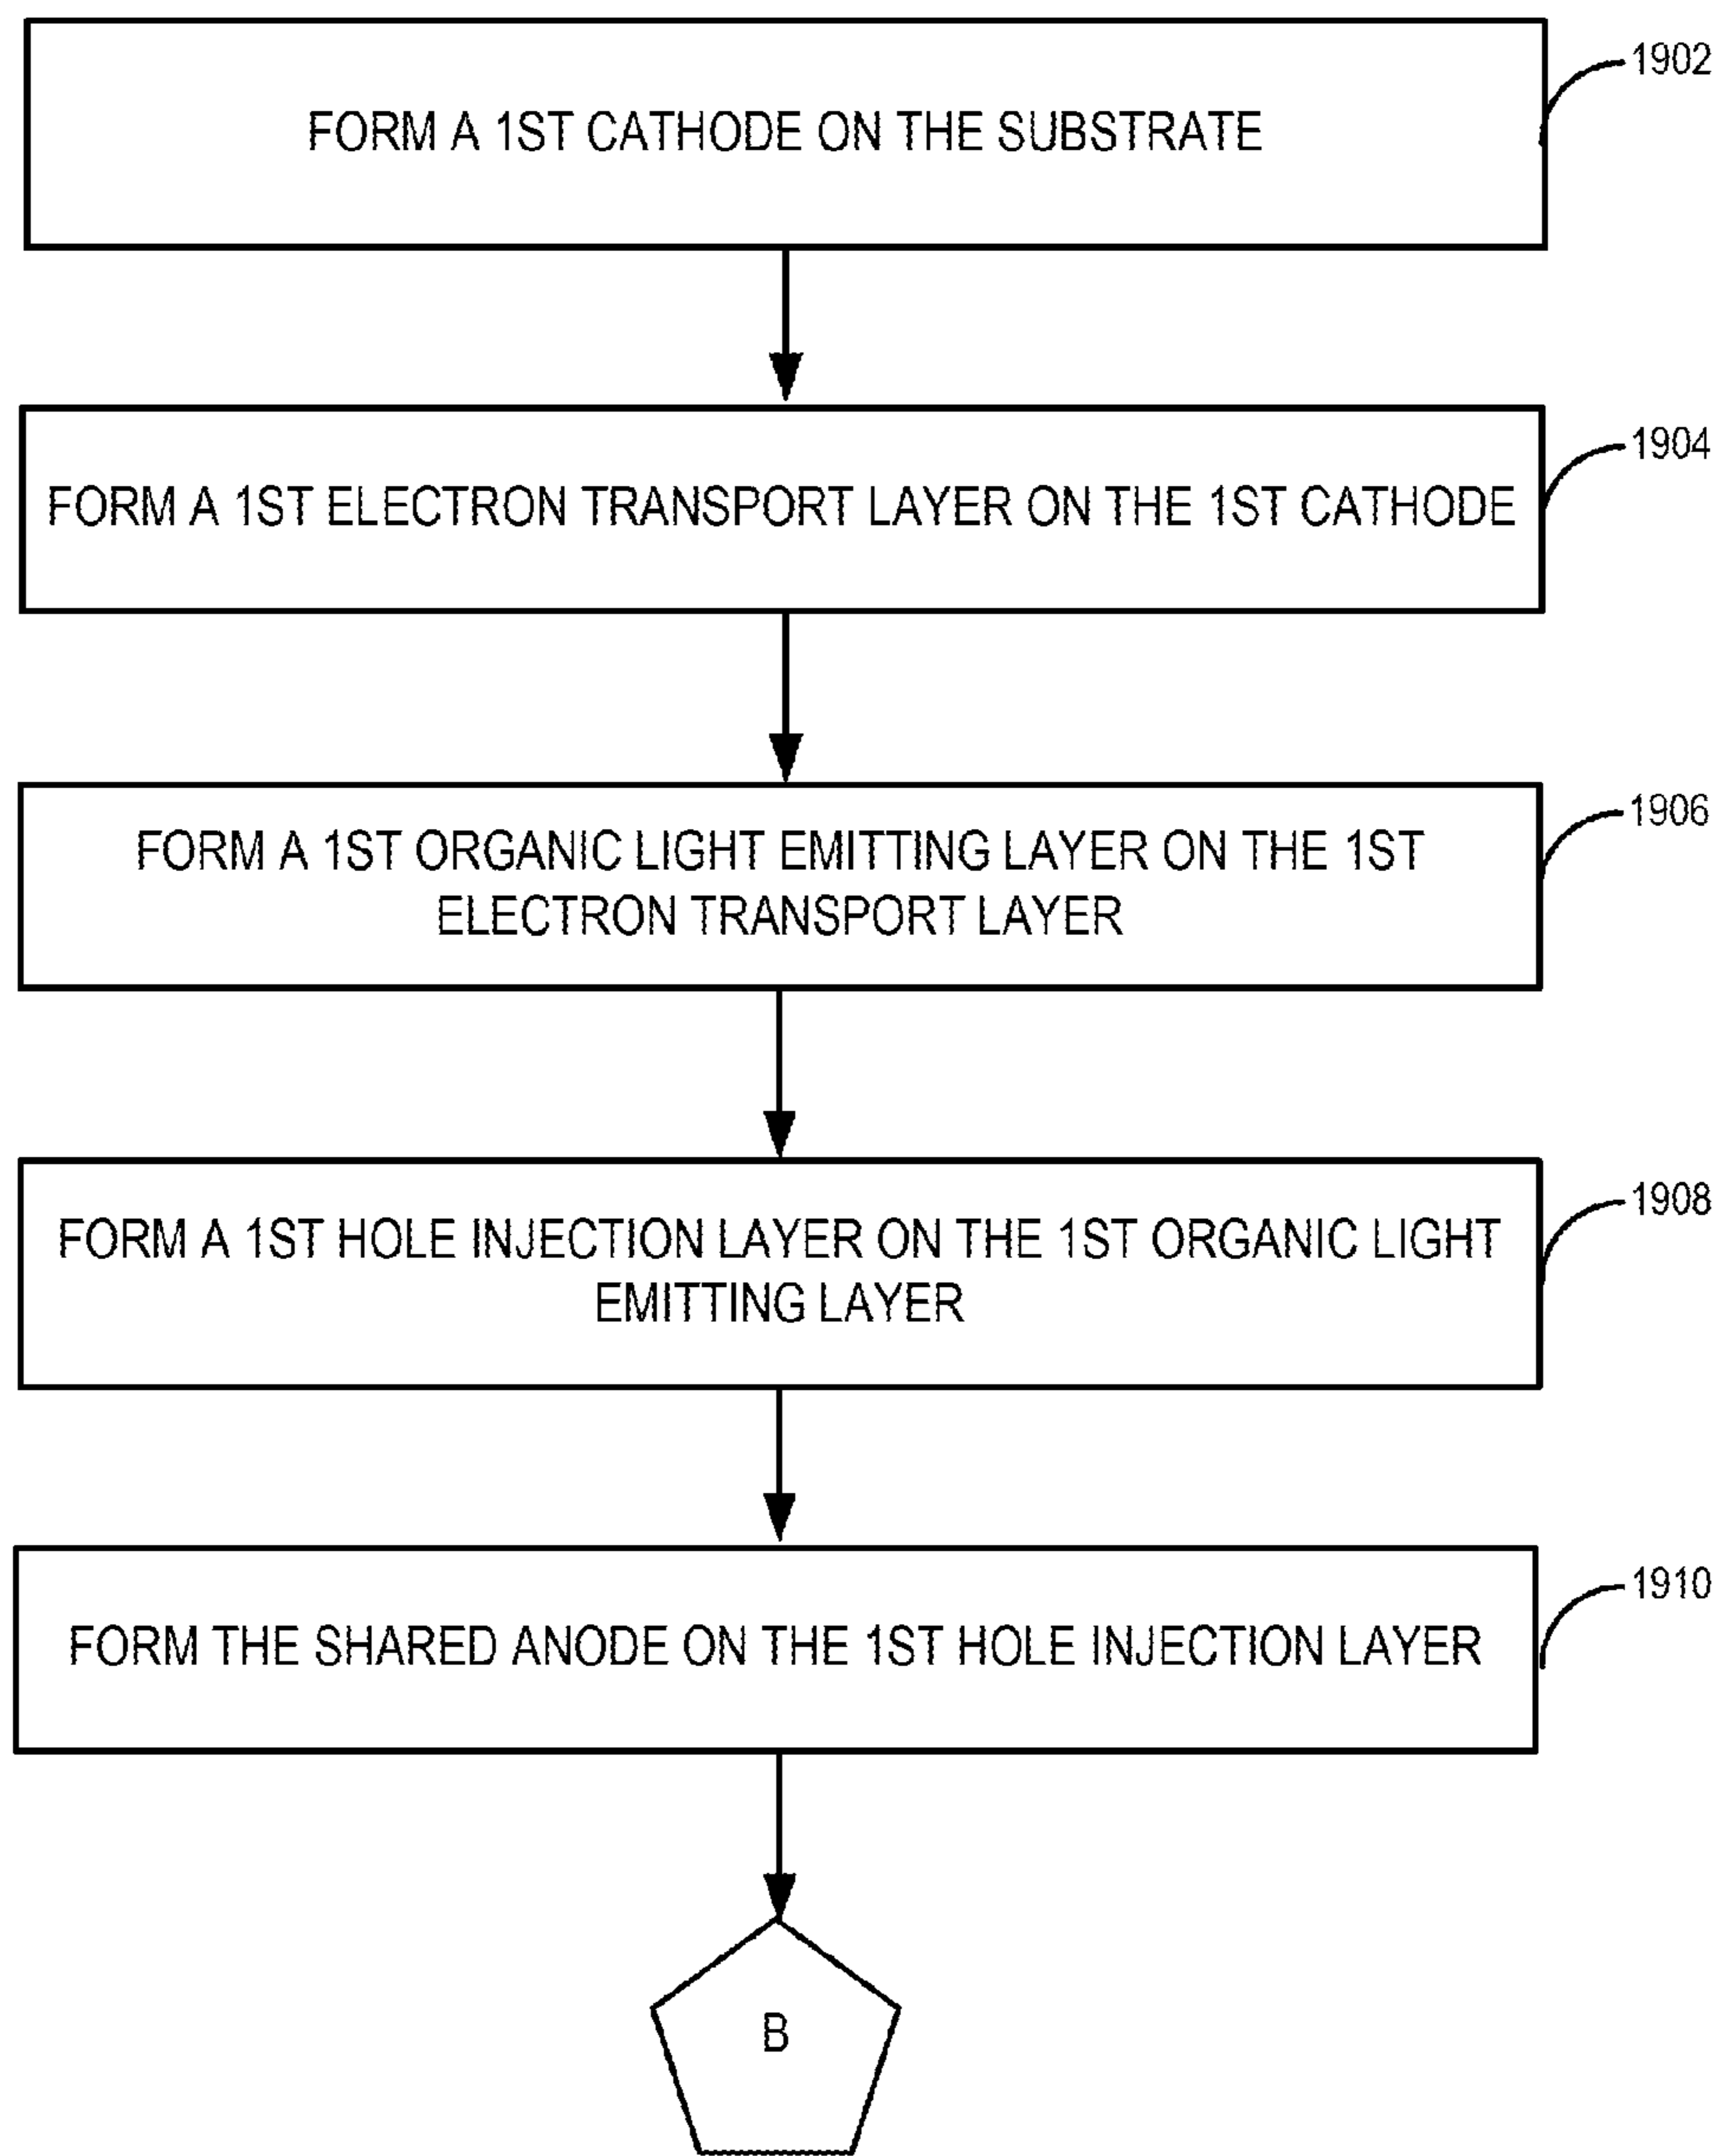 FORM A 1ST CATHODE ON THE SUBSTRATE
1902
FORM A 1ST ELECTRON TRANSPORT LAYER ON THE 1ST CATHODE
1904
FORM A 1ST ORGANIC LIGHT EMITTING LAYER ON THE 1ST
ELECTRON TRANSPORT LAYER
1906
FORM A 1ST HOLE INJECTION LAYER ON THE 1ST ORGANIC LIGHT
EMITTING LAYER
1908
FORM THE SHARED ANODE ON THE 1ST HOLE INJECTION LAYER
1910
B